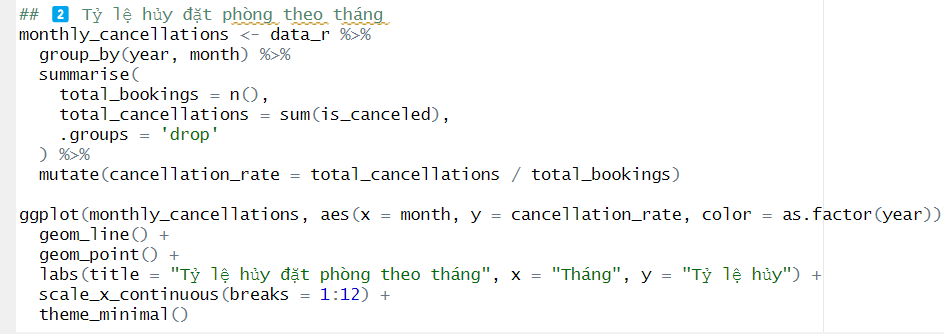 ## 2️⃣ Tỷ lệ hủy đặt phòng theo tháng
monthly_cancellations <- data_r %>%
  group_by(year, month) %>%
  summarise(
    total_bookings = n(),
    total_cancellations = sum(is_canceled),
    .groups = 'drop'
  ) %>%
  mutate(cancellation_rate = total_cancellations / total_bookings)

ggplot(monthly_cancellations, aes(x = month, y = cancellation_rate, color = as.factor(year))
  geom_line() +
  geom_point() +
  labs(title = "Tỷ lệ hủy đặt phòng theo tháng", x = "Tháng", y = "Tỷ lệ hủy") +
  scale_x_continuous(breaks = 1:12) +
  theme_minimal()